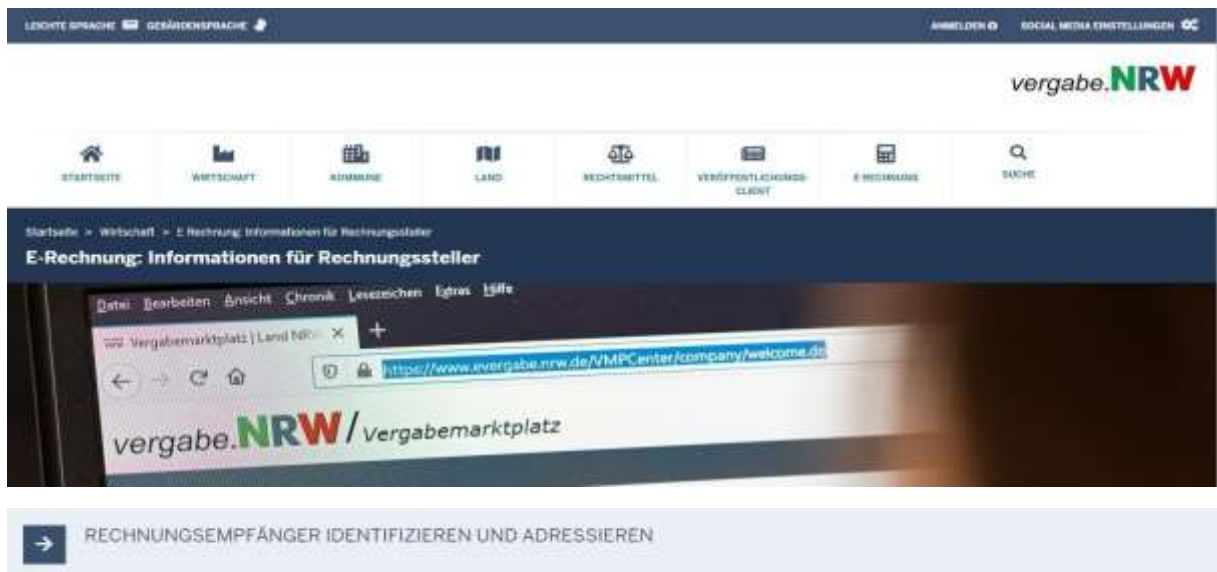 LEICHTE SPRACHE GEBÄRDENSPRACHE
ANMELDEN SOCIAL MEDIA EINSTELLUNGEN
vergabe.NRW
STARTSEITE WIRTSCHAFT KOMMUNE LAND RECHTSMITTEL VERÖFFENTLICHUNGS- E-RECHNUNG SUCHE
CLIENT
Startseite > Wirtschaft > E-Rechnung: Informationen für Rechnungssteller
E-Rechnung: Informationen für Rechnungssteller
Datei Bearbeiten Ansicht Chronik Lesezeichen Extras Hilfe
Vergabemarktplatz | Land NR
https://www.evergabe.nrw.de/VMPCenter/company/welcome.do
vergabe.NRW/Vergabemarktplatz
RECHNUNGSEMPFÄNGER IDENTIFIZIEREN UND ADRESSIEREN